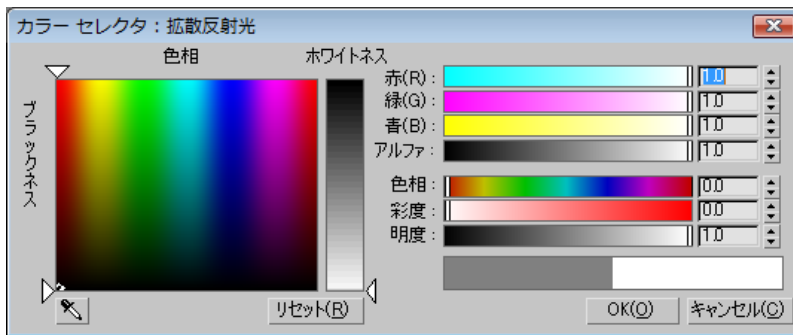 カラー セレクタ：拡散反射光
色相
ホワイトネス
ブラックネス
赤(R)： 1.0
緑(G)： 1.0
青(B)： 1.0
アルファ： 1.0
色相： 0.0
彩度： 0.0
明度： 1.0
リセット(R)
OK(O)
キャンセル(C)